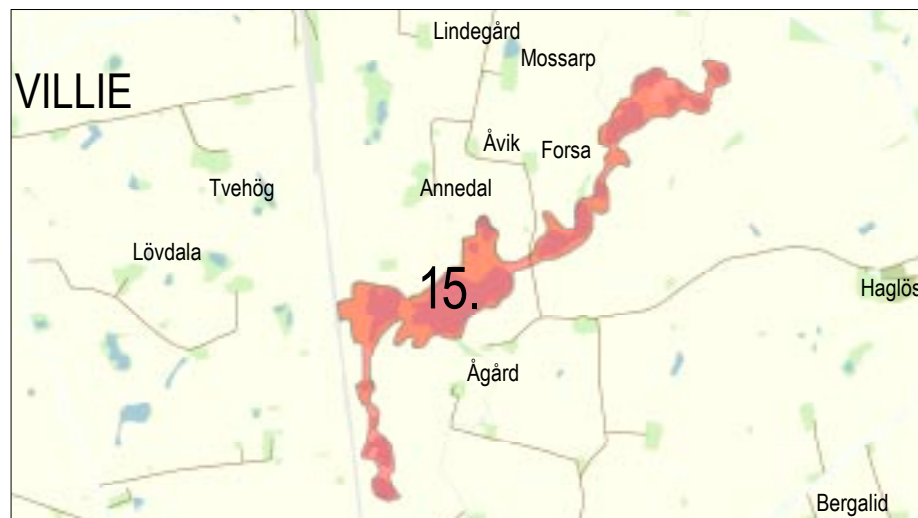 Lindegård
Mossarp
VILLIE
Åvik
Forsa
Tvehög
Annedal
Lövdala
15.
Haglös
Ågård
Bergalid